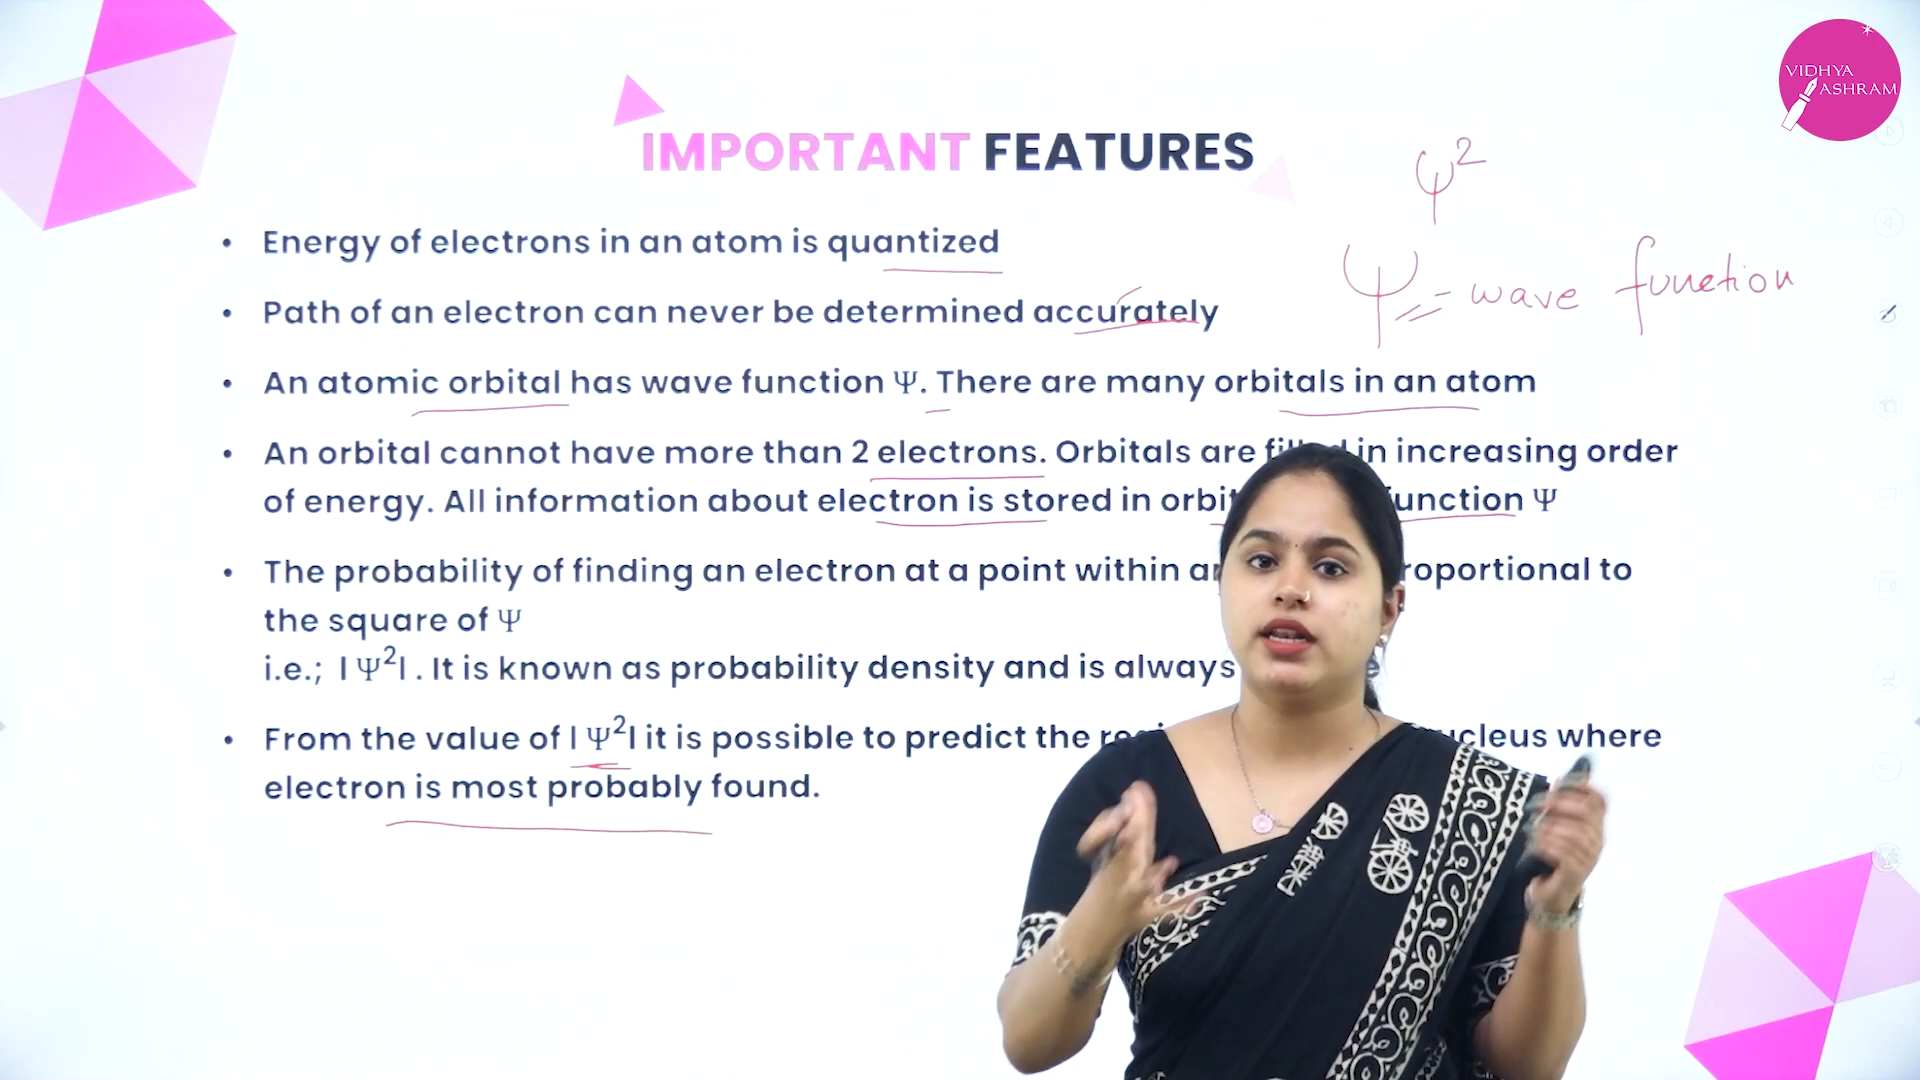 VIDHYA
ASHRAM
IMPORTANT FEATURES
ψ²
ψ = wave function
• Energy of electrons in an atom is quantized
• Path of an electron can never be determined accurately
• An atomic orbital has wave function Ψ. There are many orbitals in an atom
• An orbital cannot have more than 2 electrons. Orbitals are in increasing order
of energy. All information about electron is stored in Ψ
• The probability of finding an electron at a point within to
the square of Ψ
i.e.; | Ψ²| . It is known as probability density and is always
• From the value of | Ψ²| it is possible to predict the where
electron is most probably found.